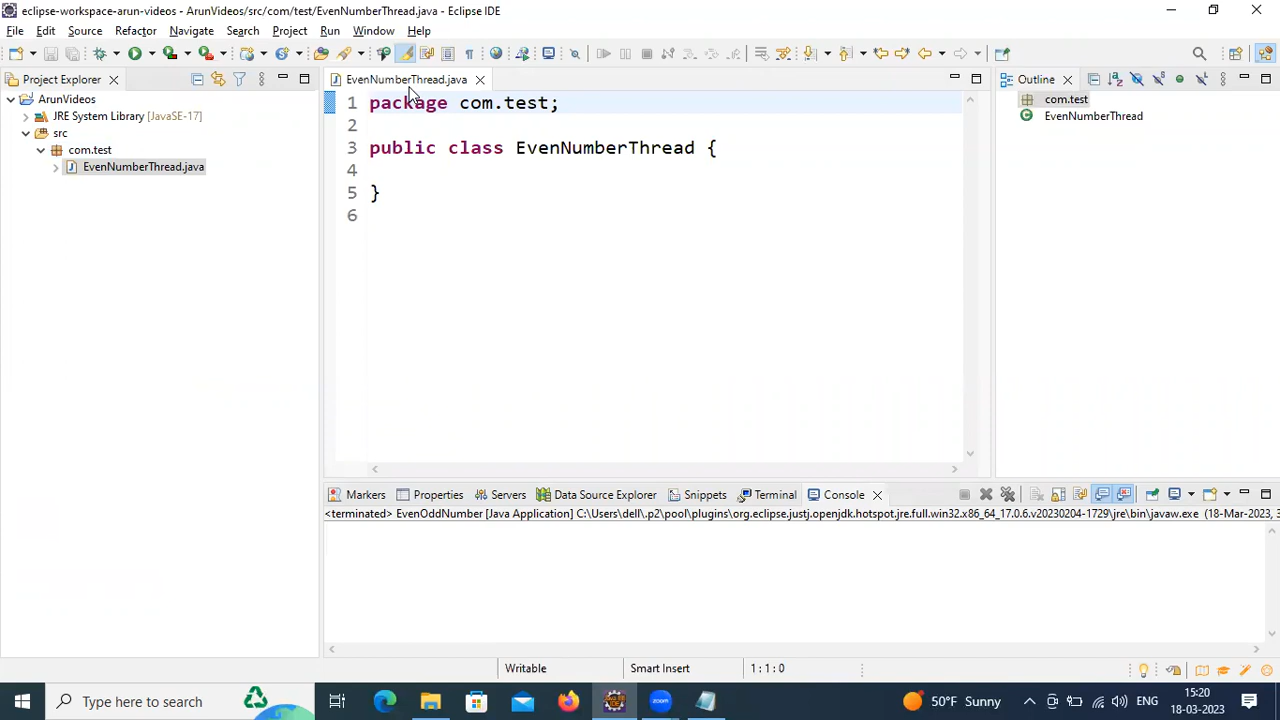 eclipse-workspace-arun-videos - ArunVideos/src/com/test/EvenNumberThread.java - Eclipse IDE
File Edit Source Refactor Navigate Search Project Run Window Help
Project Explorer
ArunVideos
JRE System Library [JavaSE-17]
src
com.test
EvenNumberThread.java
EvenNumberThread.java
1 package com.test;
2
3 public class EvenNumberThread {
4
5 }
6
Outline
com.test
EvenNumberThread
Markers Properties Servers Data Source Explorer Snippets Terminal Console
<terminated> EvenOddNumber [Java Application] C:\Users\dell\.p2\pool\plugins\org.eclipse.justj.openjdk.hotspot.jre.full.win32.x86_64_17.0.6.v20230204-1729\jre\bin\javaw.exe (18-Mar-2023, 3
Writable Smart Insert 1 : 1 : 0
Type here to search
zoom
50°F Sunny
ENG
15:20
18-03-2023